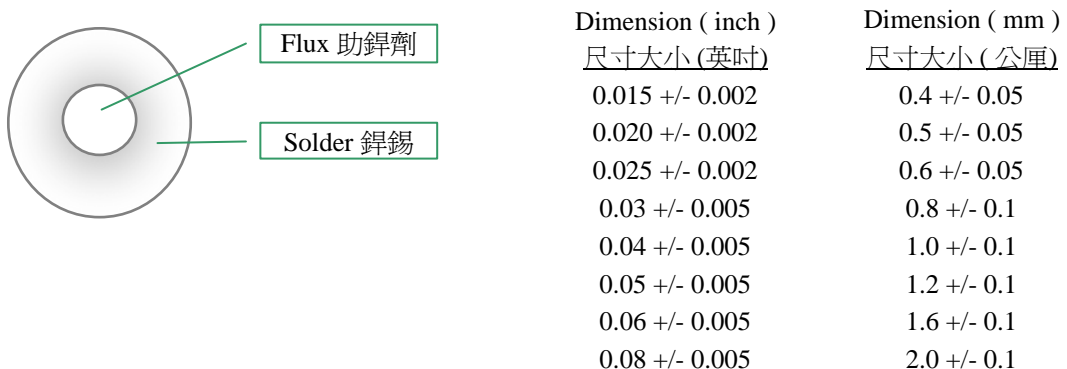 Flux 助銲劑
Solder 銲錫
Dimension ( inch ) Dimension ( mm )
尺寸大小 (英吋) 尺寸大小 ( 公厘)
0.015 +/- 0.002 0.4 +/- 0.05
0.020 +/- 0.002 0.5 +/- 0.05
0.025 +/- 0.002 0.6 +/- 0.05
0.03 +/- 0.005 0.8 +/- 0.1
0.04 +/- 0.005 1.0 +/- 0.1
0.05 +/- 0.005 1.2 +/- 0.1
0.06 +/- 0.005 1.6 +/- 0.1
0.08 +/- 0.005 2.0 +/- 0.1